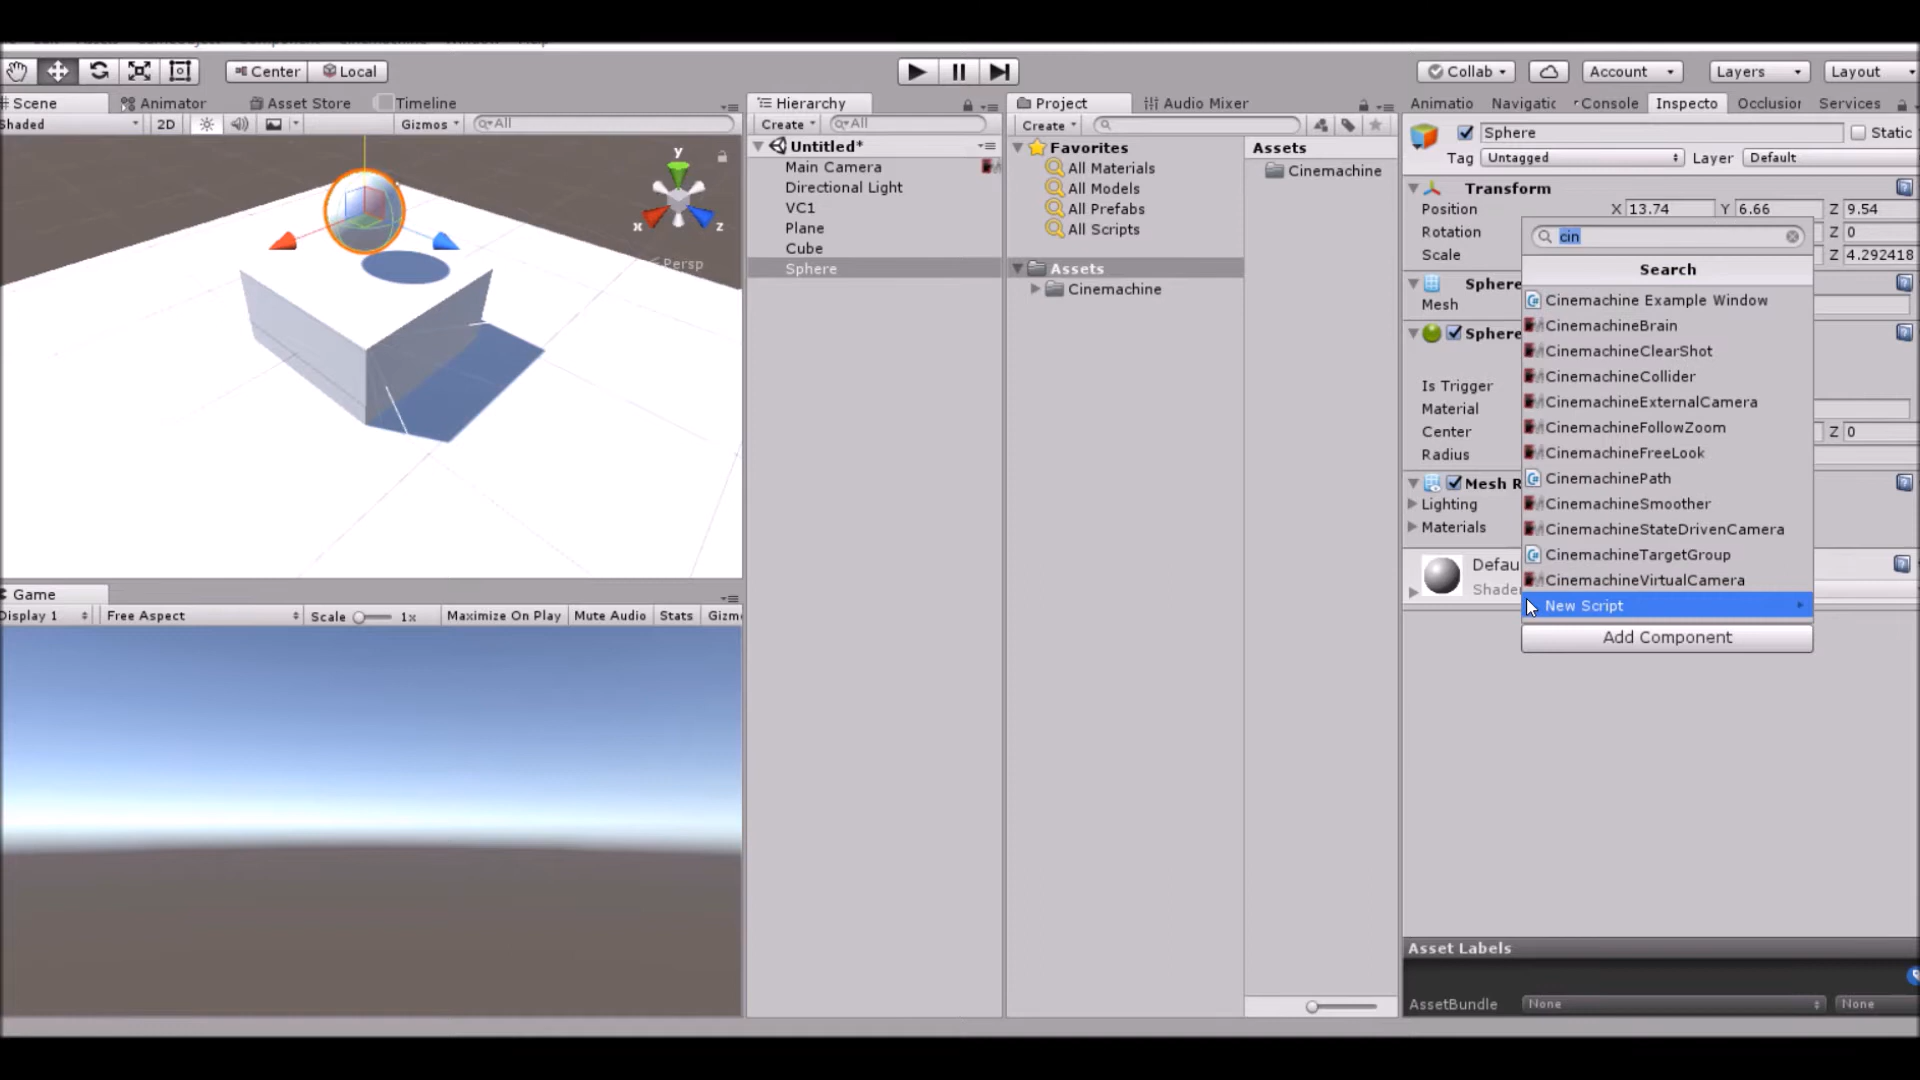 Center Local
Collab Account Layers Layout
# Scene Animator Asset Store Timeline
Shaded 2D Gizmos All
y
x z
Persp
Game
Display 1 Free Aspect Scale 1x Maximize On Play Mute Audio Stats Gizm
Hierarchy
Create All
Untitled*
Main Camera
Directional Light
VC1
Plane
Cube
Sphere
Project Audio Mixer
Create
Favorites
All Materials
All Models
All Prefabs
All Scripts
Assets
Cinemachine
Assets
Cinemachine
Animatio Navigatic Console Inspecto Occlusior Services
Sphere Static
Tag Untagged Layer Default
Transform
Position X 13.74 Y 6.66 Z 9.54
Rotation Z 0
Scale Z 4.292418
Sphere
Mesh
Sphere
Is Trigger
Material
Center Z 0
Radius
Mesh R
Lighting
Materials
Defau
Shader
cin
Search
Cinemachine Example Window
CinemachineBrain
CinemachineClearShot
CinemachineCollider
CinemachineExternalCamera
CinemachineFollowZoom
CinemachineFreeLook
CinemachinePath
CinemachineSmoother
CinemachineStateDrivenCamera
CinemachineTargetGroup
CinemachineVirtualCamera
New Script
Add Component
Asset Labels
AssetBundle None None